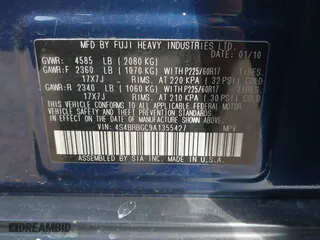 MFD BY FUJI HEAVY INDUSTRIES LTD. 01/10
GVWR: 4585 LB (2080 KG)
GAWR:F 2360 LB (1070 KG) WITH P225/60R17 TIRES,
17X7J RIMS, AT 220 KPA (32 PSI) COLD
GAWR:R 2340 LB (1060 KG) WITH P225/60R17 TIRES,
17X7J RIMS, AT 210 KPA (30 PSI) COLD
THIS VEHICLE CONFORMS TO ALL APPLICABLE FEDERAL MOTOR
VEHICLE SAFETY, BUMPER AND THEFT PREVENTION STANDARDS
IN EFFECT ON THE DATE OF MANUFACTURE SHOWN ABOVE.
VIN: 4S4BRBGC9A1355427 MPV
ASSEMBLED BY SIA INC. MADE IN U.S.A.
DREAMBID